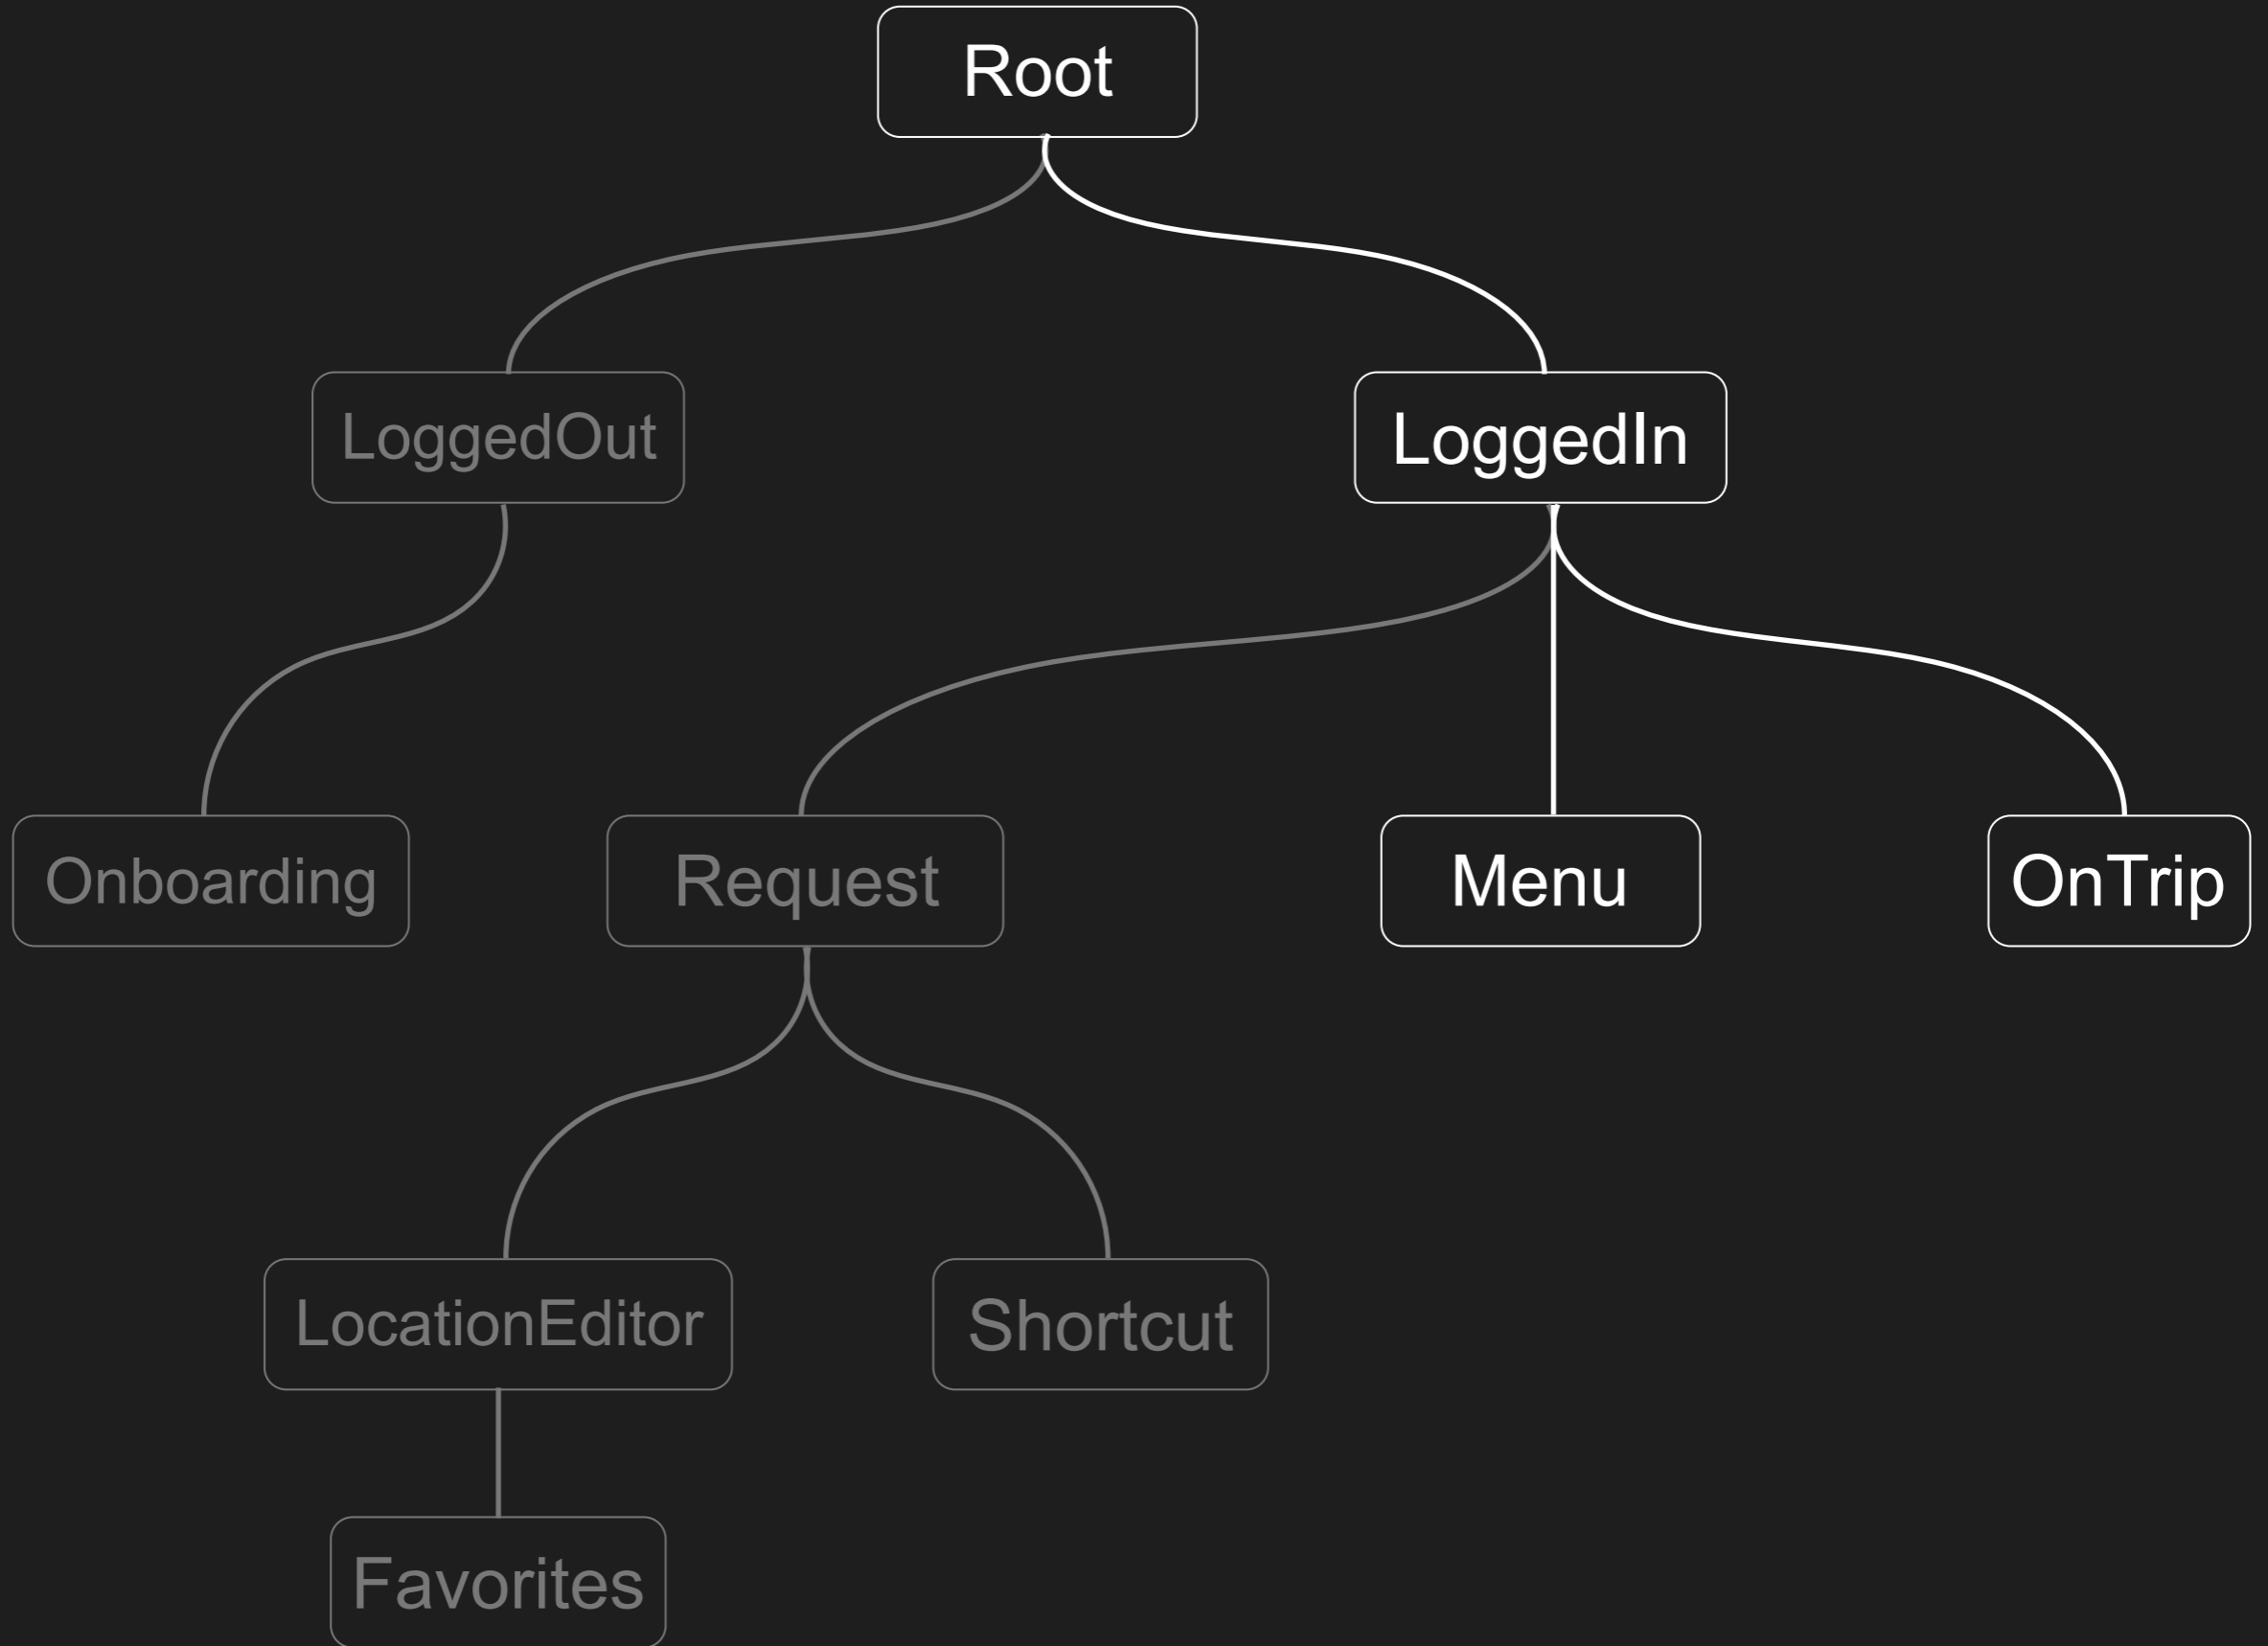 Root
LoggedOut
LoggedIn
Onboarding
Request
Menu
OnTrip
LocationEditor
Shortcut
Favorites